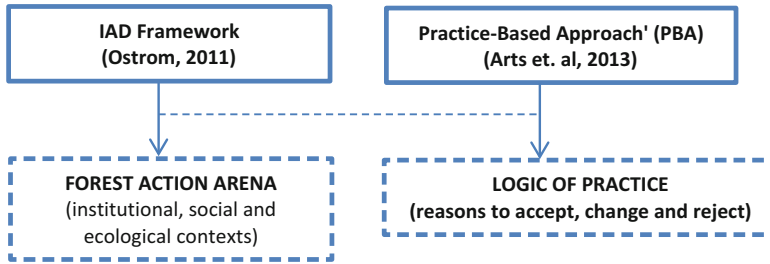 IAD Framework
(Ostrom, 2011)
Practice-Based Approach' (PBA)
(Arts et. al, 2013)
FOREST ACTION ARENA
(institutional, social and
ecological contexts)
LOGIC OF PRACTICE
(reasons to accept, change and reject)